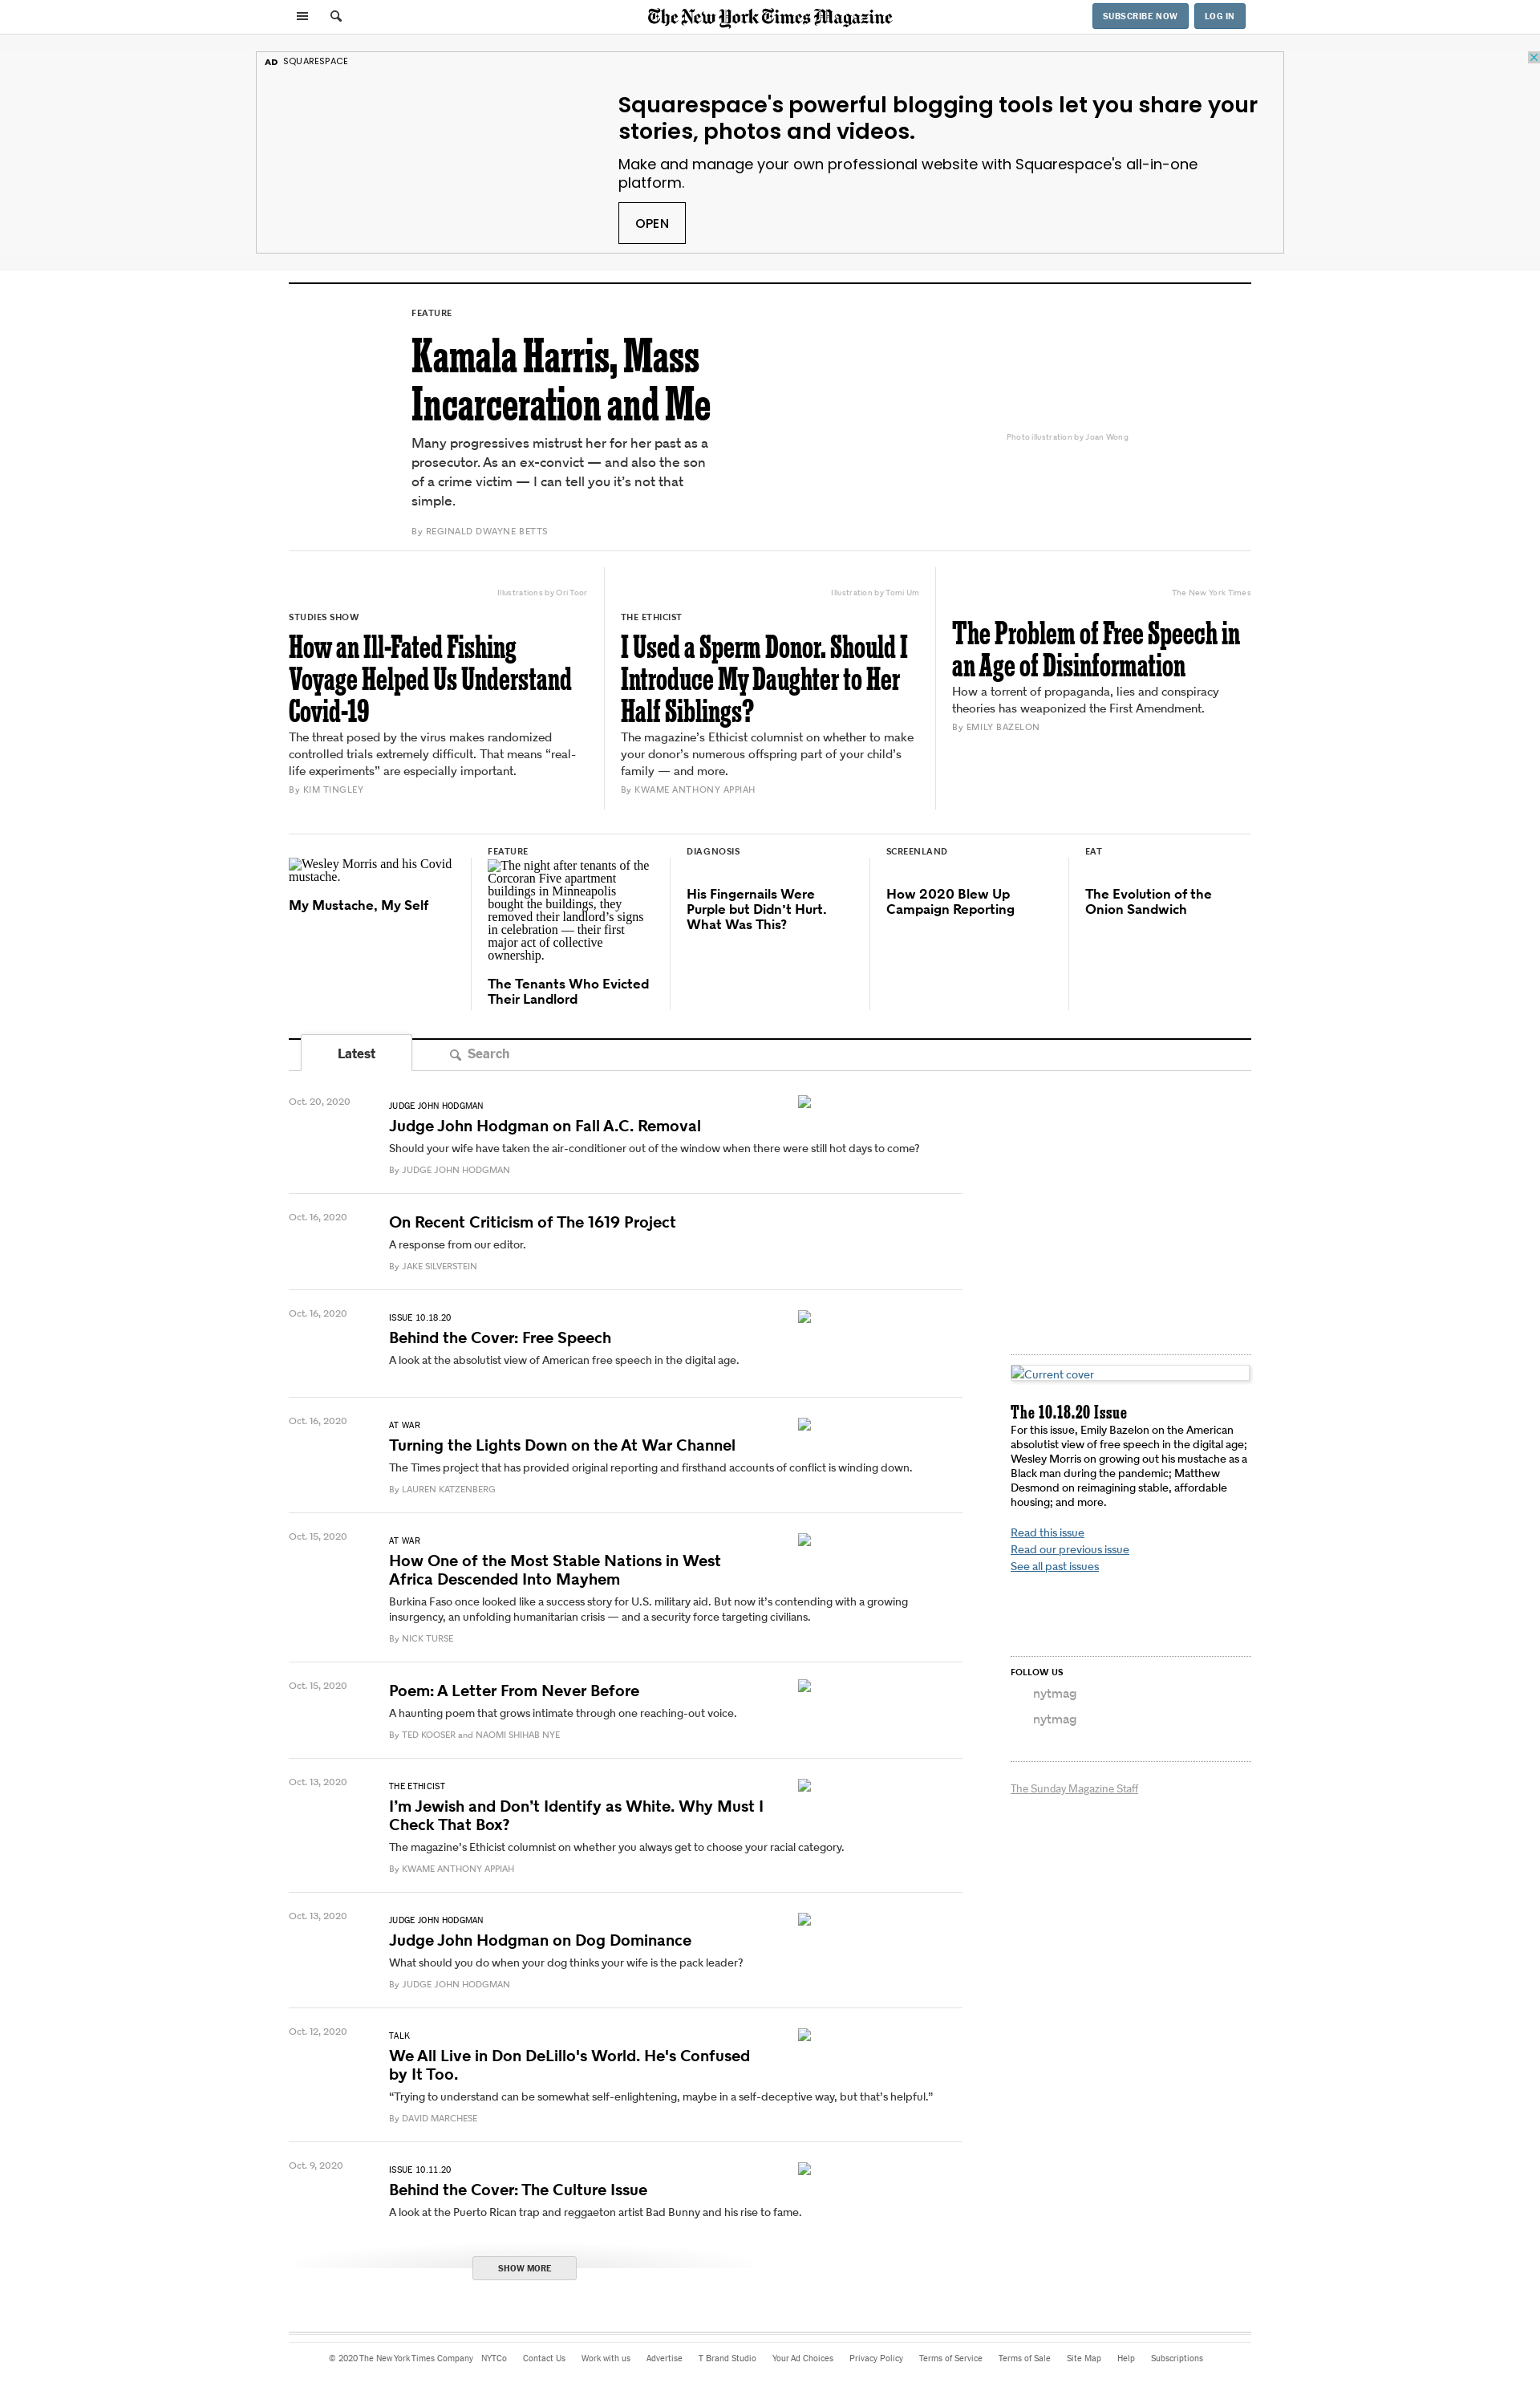 The New York Times Magazine
SUBSCRIBE NOW
LOG IN
AD SQUARESPACE
Squarespace's powerful blogging tools let you share your
stories, photos and videos.
Make and manage your own professional website with Squarespace's all-in-one
platform.
OPEN
FEATURE
Kamala Harris, Mass
Incarceration and Me
Many progressives mistrust her for her past as a
prosecutor. As an ex-convict — and also the son
of a crime victim — I can tell you it’s not that
simple.
By REGINALD DWAYNE BETTS
Photo illustration by Joan Wong
Illustrations by Ori Toor
STUDIES SHOW
How an Ill-Fated Fishing
Voyage Helped Us Understand
Covid-19
The threat posed by the virus makes randomized
controlled trials extremely difficult. That means “real-
life experiments” are especially important.
By KIM TINGLEY
Illustration by Tomi Um
THE ETHICIST
I Used a Sperm Donor. Should I
Introduce My Daughter to Her
Half Siblings?
The magazine’s Ethicist columnist on whether to make
your donor’s numerous offspring part of your child’s
family — and more.
By KWAME ANTHONY APPIAH
The New York Times
The Problem of Free Speech in
an Age of Disinformation
How a torrent of propaganda, lies and conspiracy
theories has weaponized the First Amendment.
By EMILY BAZELON
Wesley Morris and his Covid
mustache.
My Mustache, My Self
FEATURE
The night after tenants of the
Corcoran Five apartment
buildings in Minneapolis
bought the buildings, they
removed their landlord’s signs
in celebration — their first
major act of collective
ownership.
The Tenants Who Evicted
Their Landlord
DIAGNOSIS
His Fingernails Were
Purple but Didn’t Hurt.
What Was This?
SCREENLAND
How 2020 Blew Up
Campaign Reporting
EAT
The Evolution of the
Onion Sandwich
Latest
Search
Oct. 20, 2020
JUDGE JOHN HODGMAN
Judge John Hodgman on Fall A.C. Removal
Should your wife have taken the air-conditioner out of the window when there were still hot days to come?
By JUDGE JOHN HODGMAN
Oct. 16, 2020
On Recent Criticism of The 1619 Project
A response from our editor.
By JAKE SILVERSTEIN
Oct. 16, 2020
ISSUE 10.18.20
Behind the Cover: Free Speech
A look at the absolutist view of American free speech in the digital age.
Oct. 16, 2020
AT WAR
Turning the Lights Down on the At War Channel
The Times project that has provided original reporting and firsthand accounts of conflict is winding down.
By LAUREN KATZENBERG
Oct. 15, 2020
AT WAR
How One of the Most Stable Nations in West
Africa Descended Into Mayhem
Burkina Faso once looked like a success story for U.S. military aid. But now it’s contending with a growing
insurgency, an unfolding humanitarian crisis — and a security force targeting civilians.
By NICK TURSE
Oct. 15, 2020
Poem: A Letter From Never Before
A haunting poem that grows intimate through one reaching-out voice.
By TED KOOSER and NAOMI SHIHAB NYE
Oct. 13, 2020
THE ETHICIST
I’m Jewish and Don’t Identify as White. Why Must I
Check That Box?
The magazine’s Ethicist columnist on whether you always get to choose your racial category.
By KWAME ANTHONY APPIAH
Oct. 13, 2020
JUDGE JOHN HODGMAN
Judge John Hodgman on Dog Dominance
What should you do when your dog thinks your wife is the pack leader?
By JUDGE JOHN HODGMAN
Oct. 12, 2020
TALK
We All Live in Don DeLillo's World. He's Confused
by It Too.
“Trying to understand can be somewhat self-enlightening, maybe in a self-deceptive way, but that’s helpful.”
By DAVID MARCHESE
Oct. 9, 2020
ISSUE 10.11.20
Behind the Cover: The Culture Issue
A look at the Puerto Rican trap and reggaeton artist Bad Bunny and his rise to fame.
SHOW MORE
Current cover
The 10.18.20 Issue
For this issue, Emily Bazelon on the American
absolutist view of free speech in the digital age;
Wesley Morris on growing out his mustache as a
Black man during the pandemic; Matthew
Desmond on reimagining stable, affordable
housing; and more.
Read this issue
Read our previous issue
See all past issues
FOLLOW US
nytmag
nytmag
The Sunday Magazine Staff
© 2020 The New York Times Company NYTCo Contact Us Work with us Advertise T Brand Studio Your Ad Choices Privacy Policy Terms of Service Terms of Sale Site Map Help Subscriptions